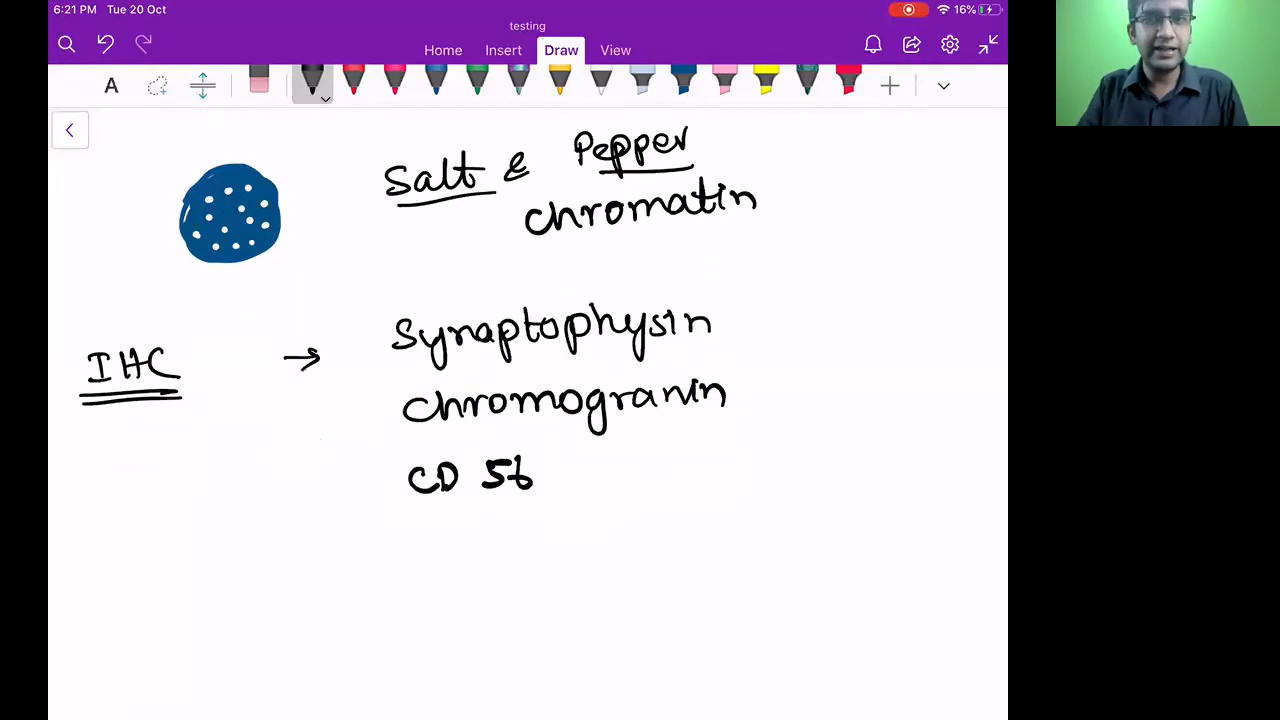 6:21 PM Tue 20 Oct
16%
testing
Home Insert Draw View
A
Salt & Pepper
chromatin
IHC → Synaptophysin
chromogranin
CD 56